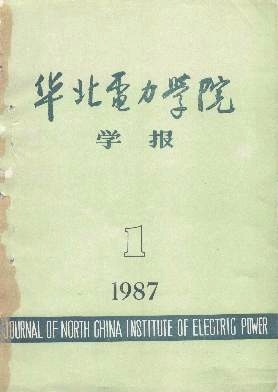 华北電力学院
学报
1
1987
JOURNAL OF NORTH CHINA INSTITUTE OF ELECTRIC POWER